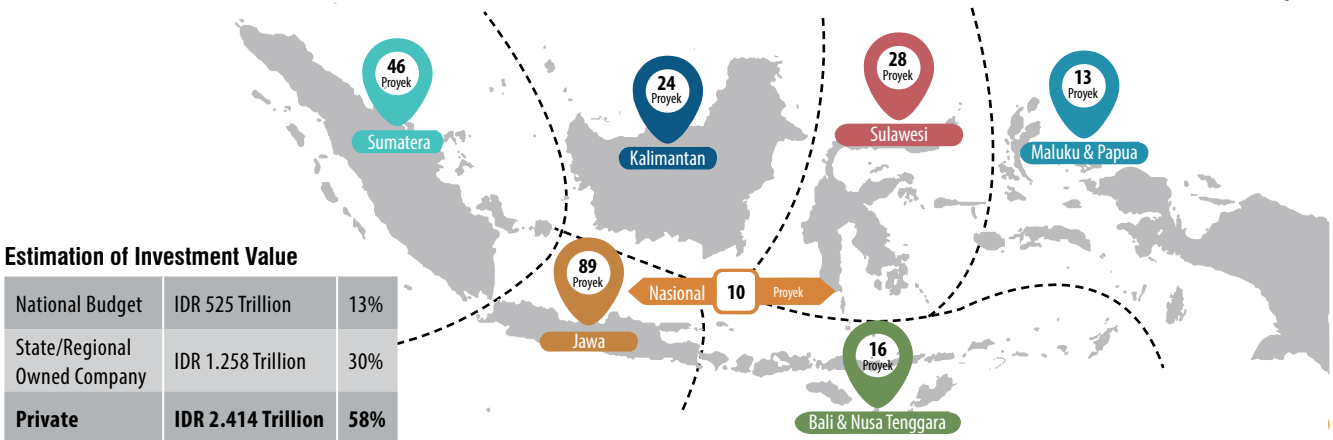 46
Proyek
Sumatera
24
Proyek
Kalimantan
28
Proyek
Sulawesi
13
Proyek
Maluku & Papua
89
Proyek
Jawa
Nasional 10 Proyek
16
Proyek
Bali & Nusa Tenggara
Estimation of Investment Value
National Budget IDR 525 Trillion 13%
State/Regional
Owned Company IDR 1.258 Trillion 30%
Private IDR 2.414 Trillion 58%